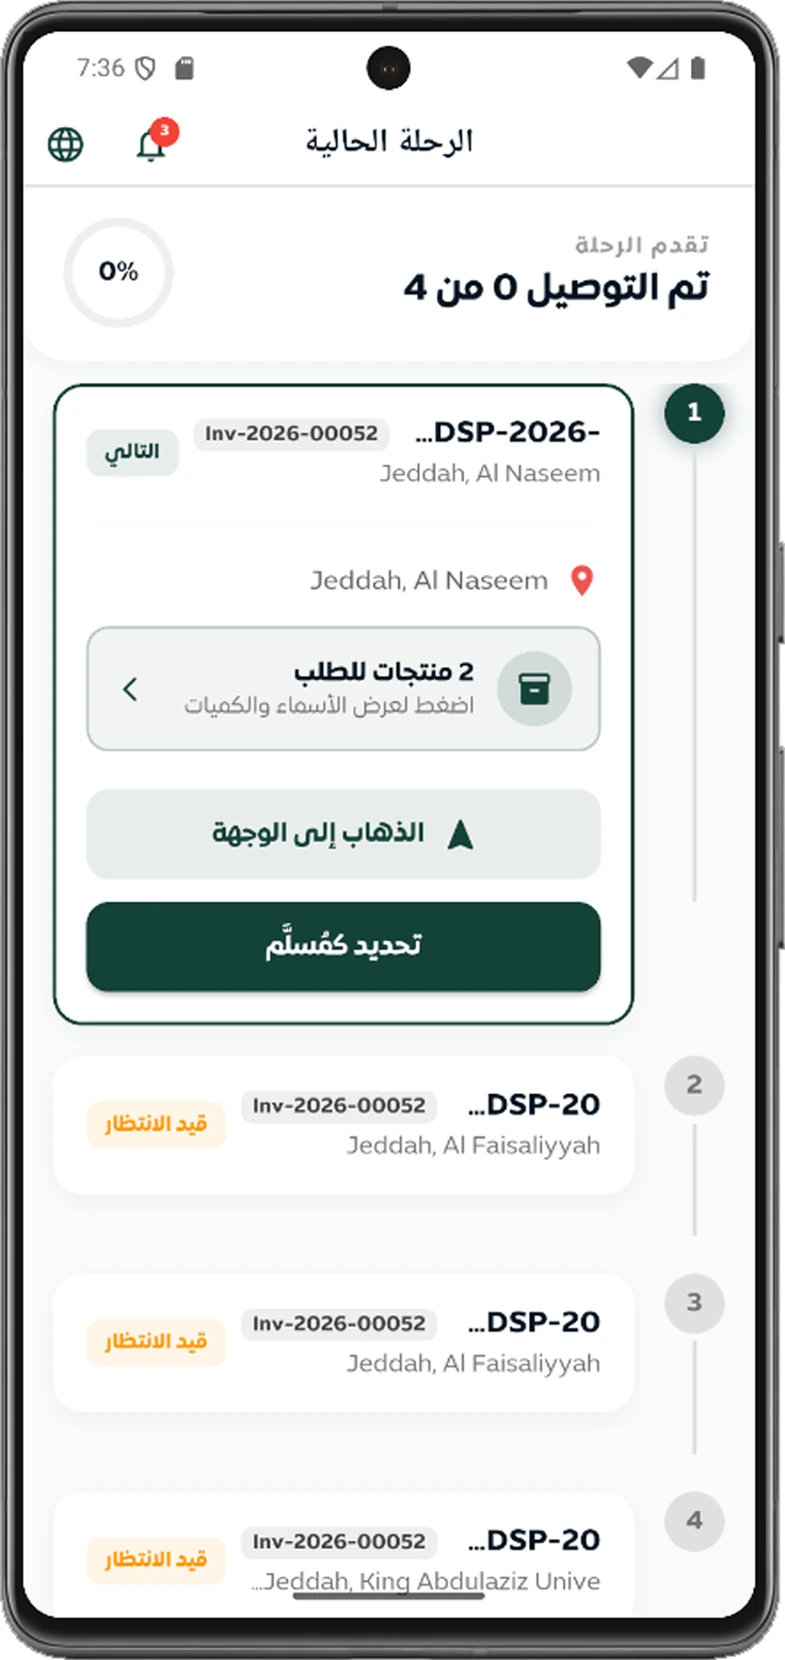 7:36
الرحلة الحالية
3
تقدم الرحلة
تم التوصيل 0 من 4
0%
1
DSP-2026-...
Inv-2026-00052
التالي
Jeddah, Al Naseem
Jeddah, Al Naseem
2 منتجات للطلب
اضغط لعرض الأسماء والكميات
الذهاب إلى الوجهة
تحديد كمُسلَّم
2
DSP-20...
Inv-2026-00052
قيد الانتظار
Jeddah, Al Faisaliyyah
3
DSP-20...
Inv-2026-00052
قيد الانتظار
Jeddah, Al Faisaliyyah
4
DSP-20...
Inv-2026-00052
قيد الانتظار
Jeddah, King Abdulaziz Unive...